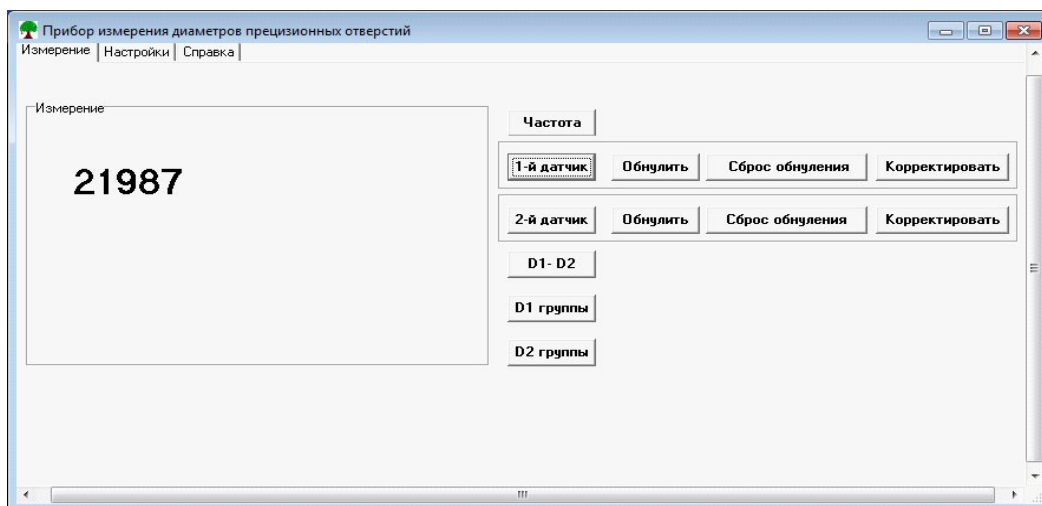 Прибор измерения диаметров прецизионных отверстий
Измерение Настройки Справка
Измерение
21987
Частота
1-й датчик Обнулить Сброс обнуления Корректировать
2-й датчик Обнулить Сброс обнуления Корректировать
D1- D2
D1 группы
D2 группы